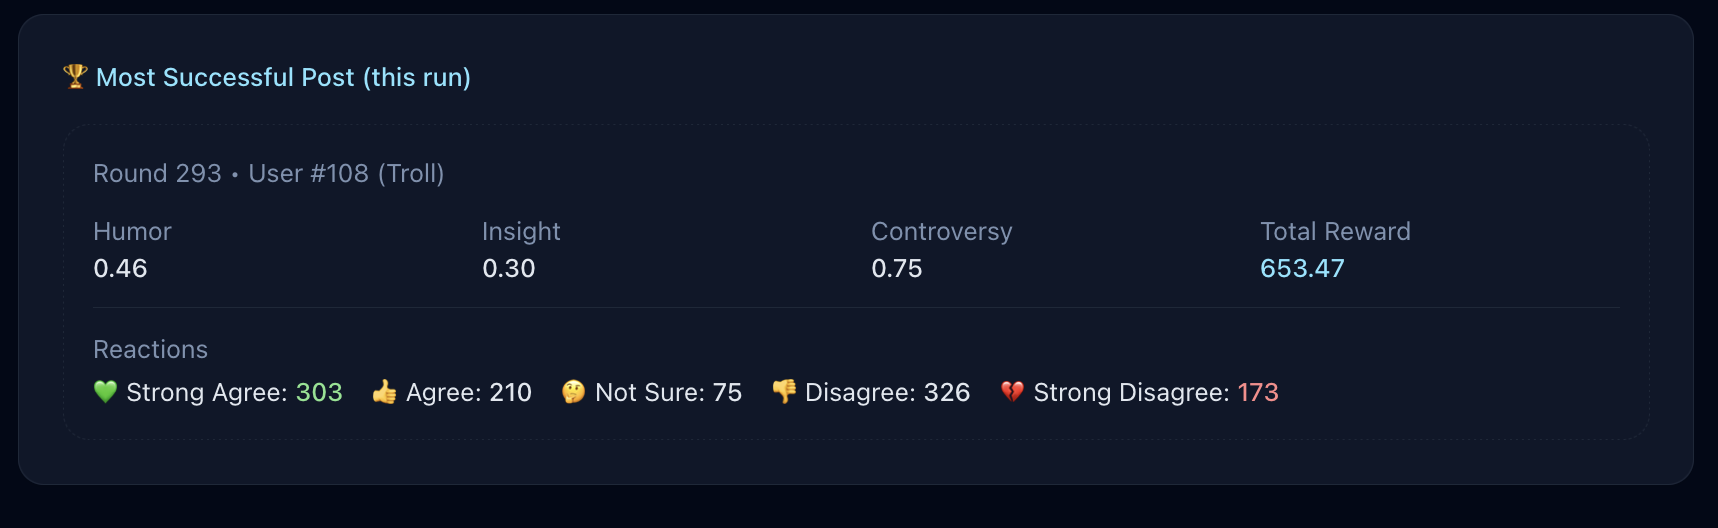 🏆 Most Successful Post (this run)
Round 293 • User #108 (Troll)
Humor Insight Controversy Total Reward
0.46 0.30 0.75 653.47
Reactions
💚 Strong Agree: 303 👍 Agree: 210 🤔 Not Sure: 75 👎 Disagree: 326 💔 Strong Disagree: 173